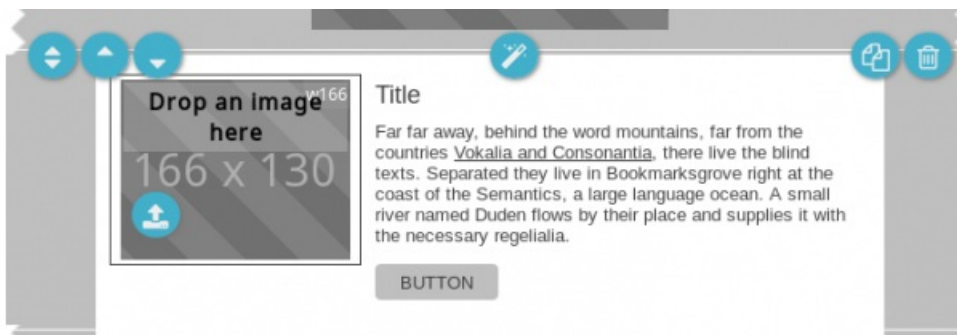 Drop an image
here
w166
166 x 130
Title
Far far away, behind the word mountains, far from the
countries Vokalia and Consonantia, there live the blind
texts. Separated they live in Bookmarksgrove right at the
coast of the Semantics, a large language ocean. A small
river named Duden flows by their place and supplies it with
the necessary regelialia.
BUTTON